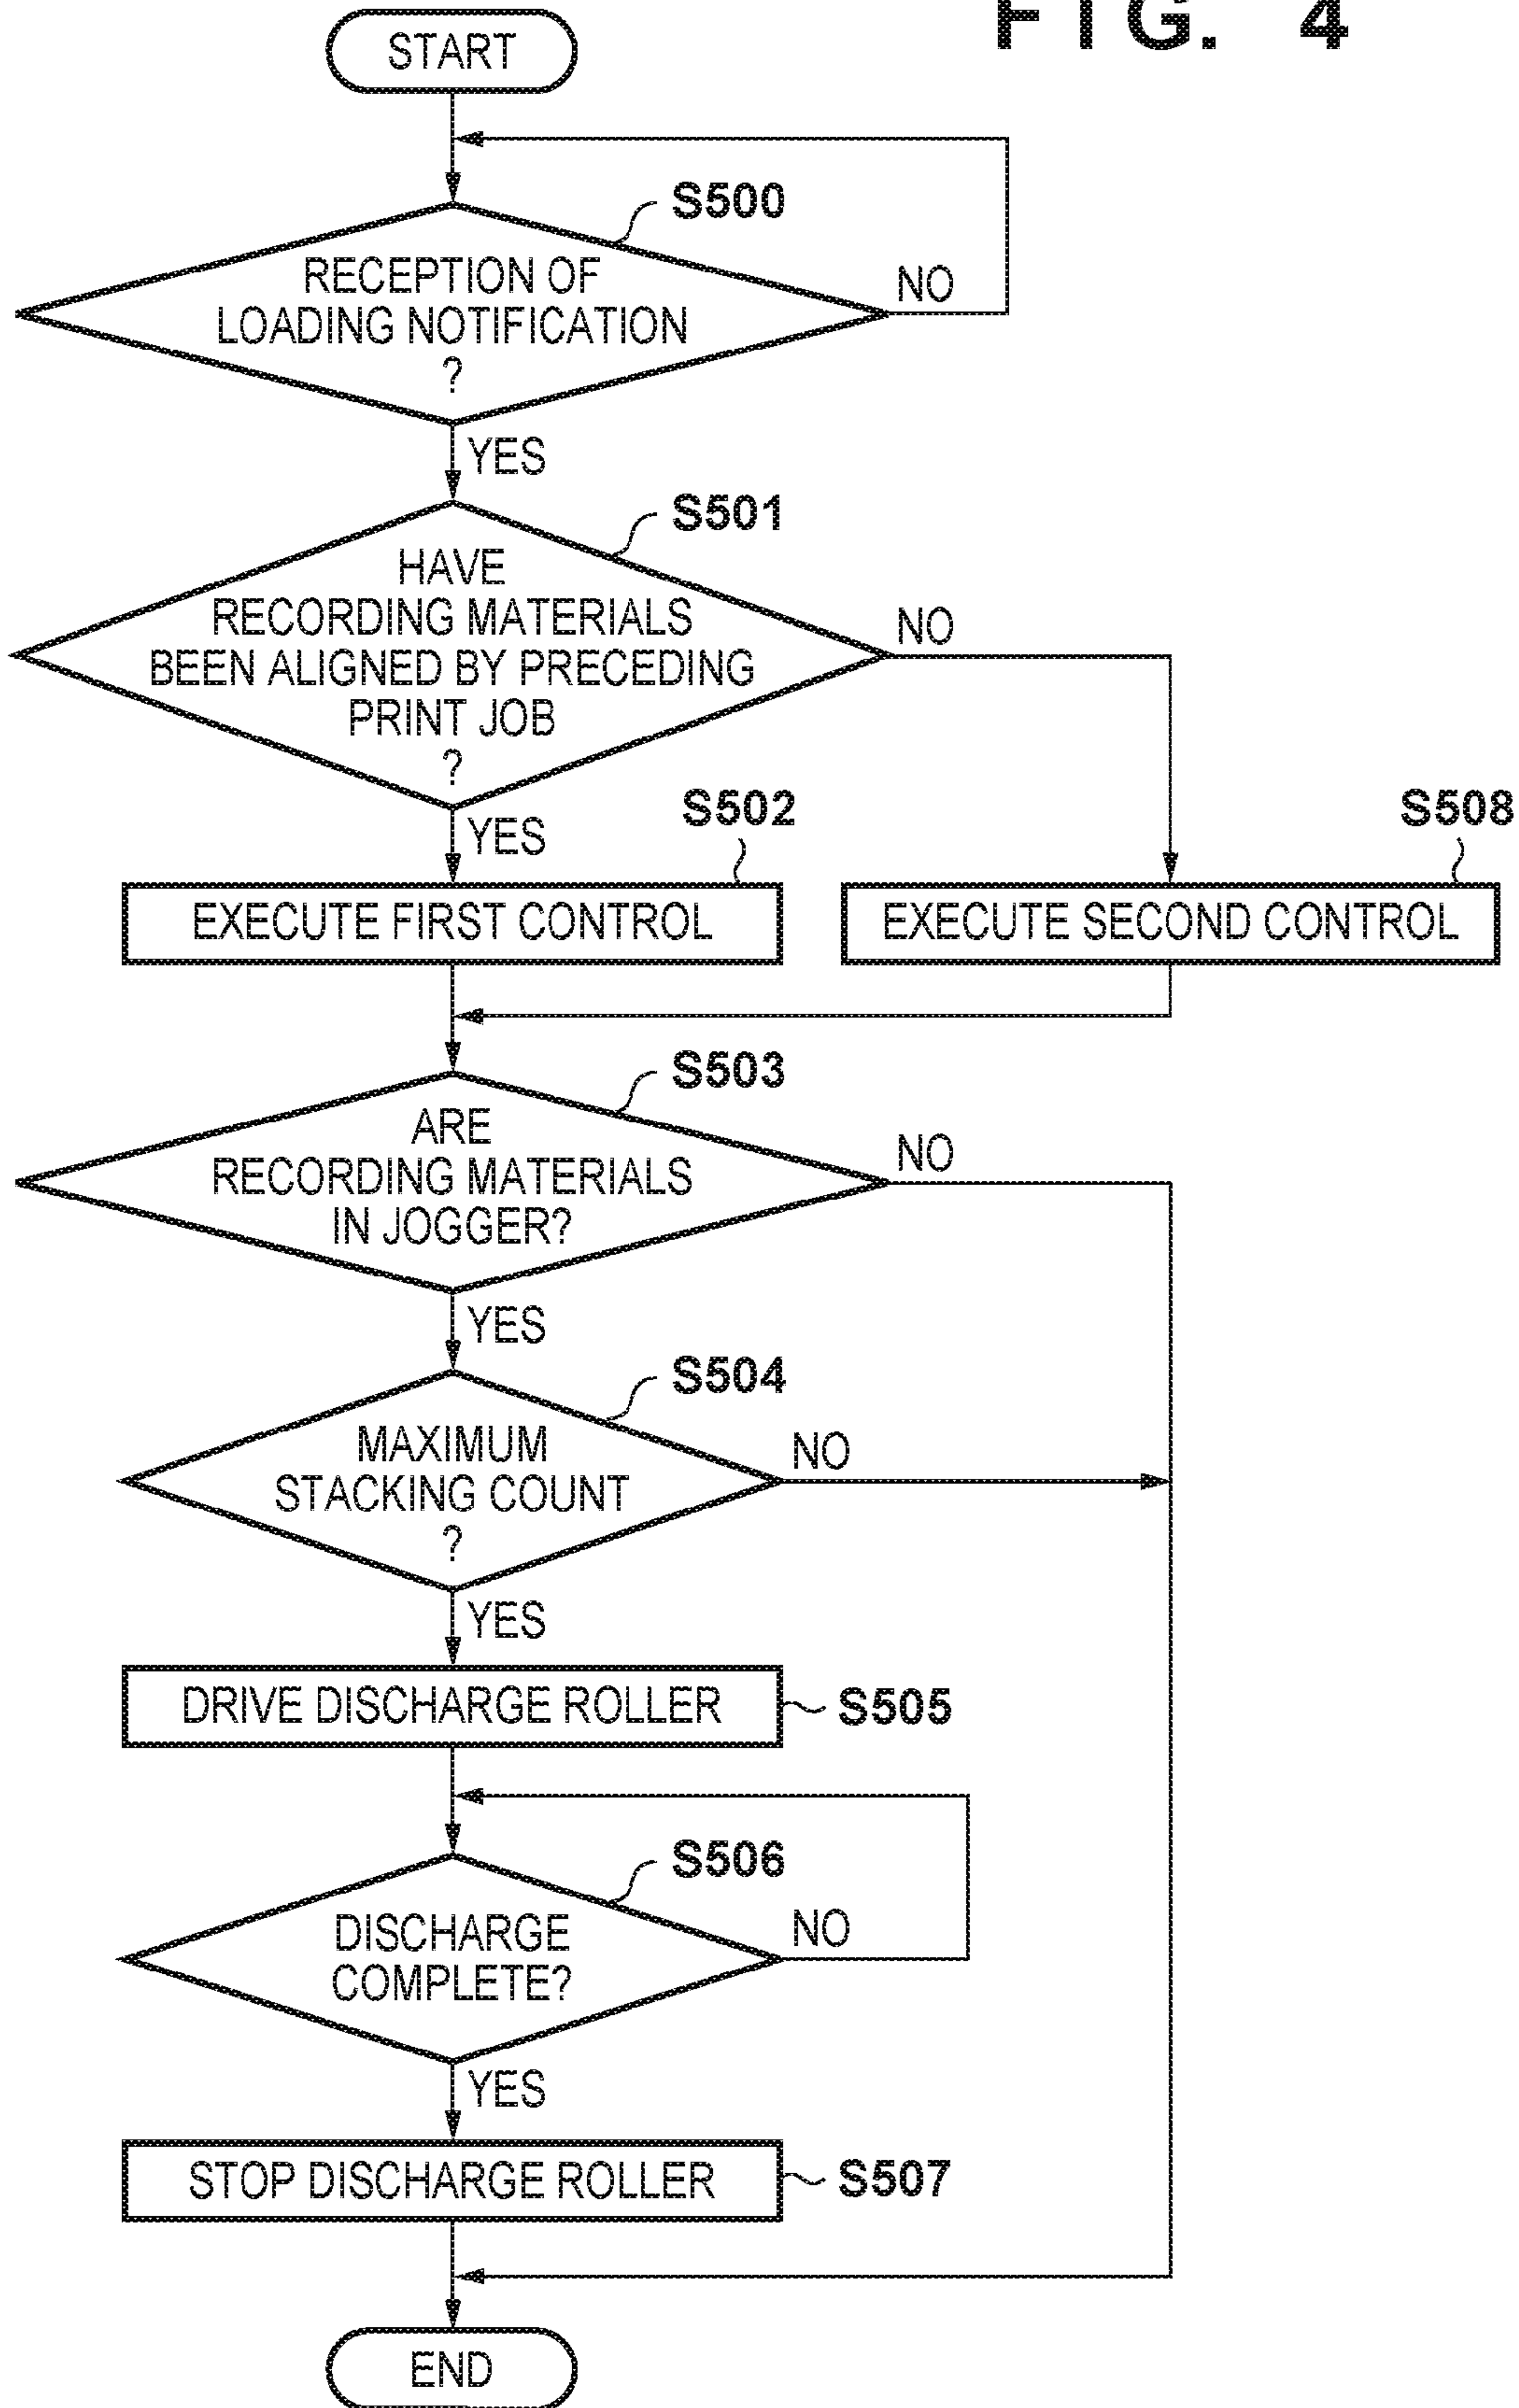 FIG. 4
START
S500
RECEPTION OF
LOADING NOTIFICATION
?
NO
YES
S501
HAVE
RECORDING MATERIALS
BEEN ALIGNED BY PRECEDING
PRINT JOB
?
NO
YES
S502
S508
EXECUTE FIRST CONTROL
EXECUTE SECOND CONTROL
S503
ARE
RECORDING MATERIALS
IN JOGGER?
NO
YES
S504
MAXIMUM
STACKING COUNT
?
NO
YES
DRIVE DISCHARGE ROLLER
S505
S506
DISCHARGE
COMPLETE?
NO
YES
STOP DISCHARGE ROLLER
S507
END